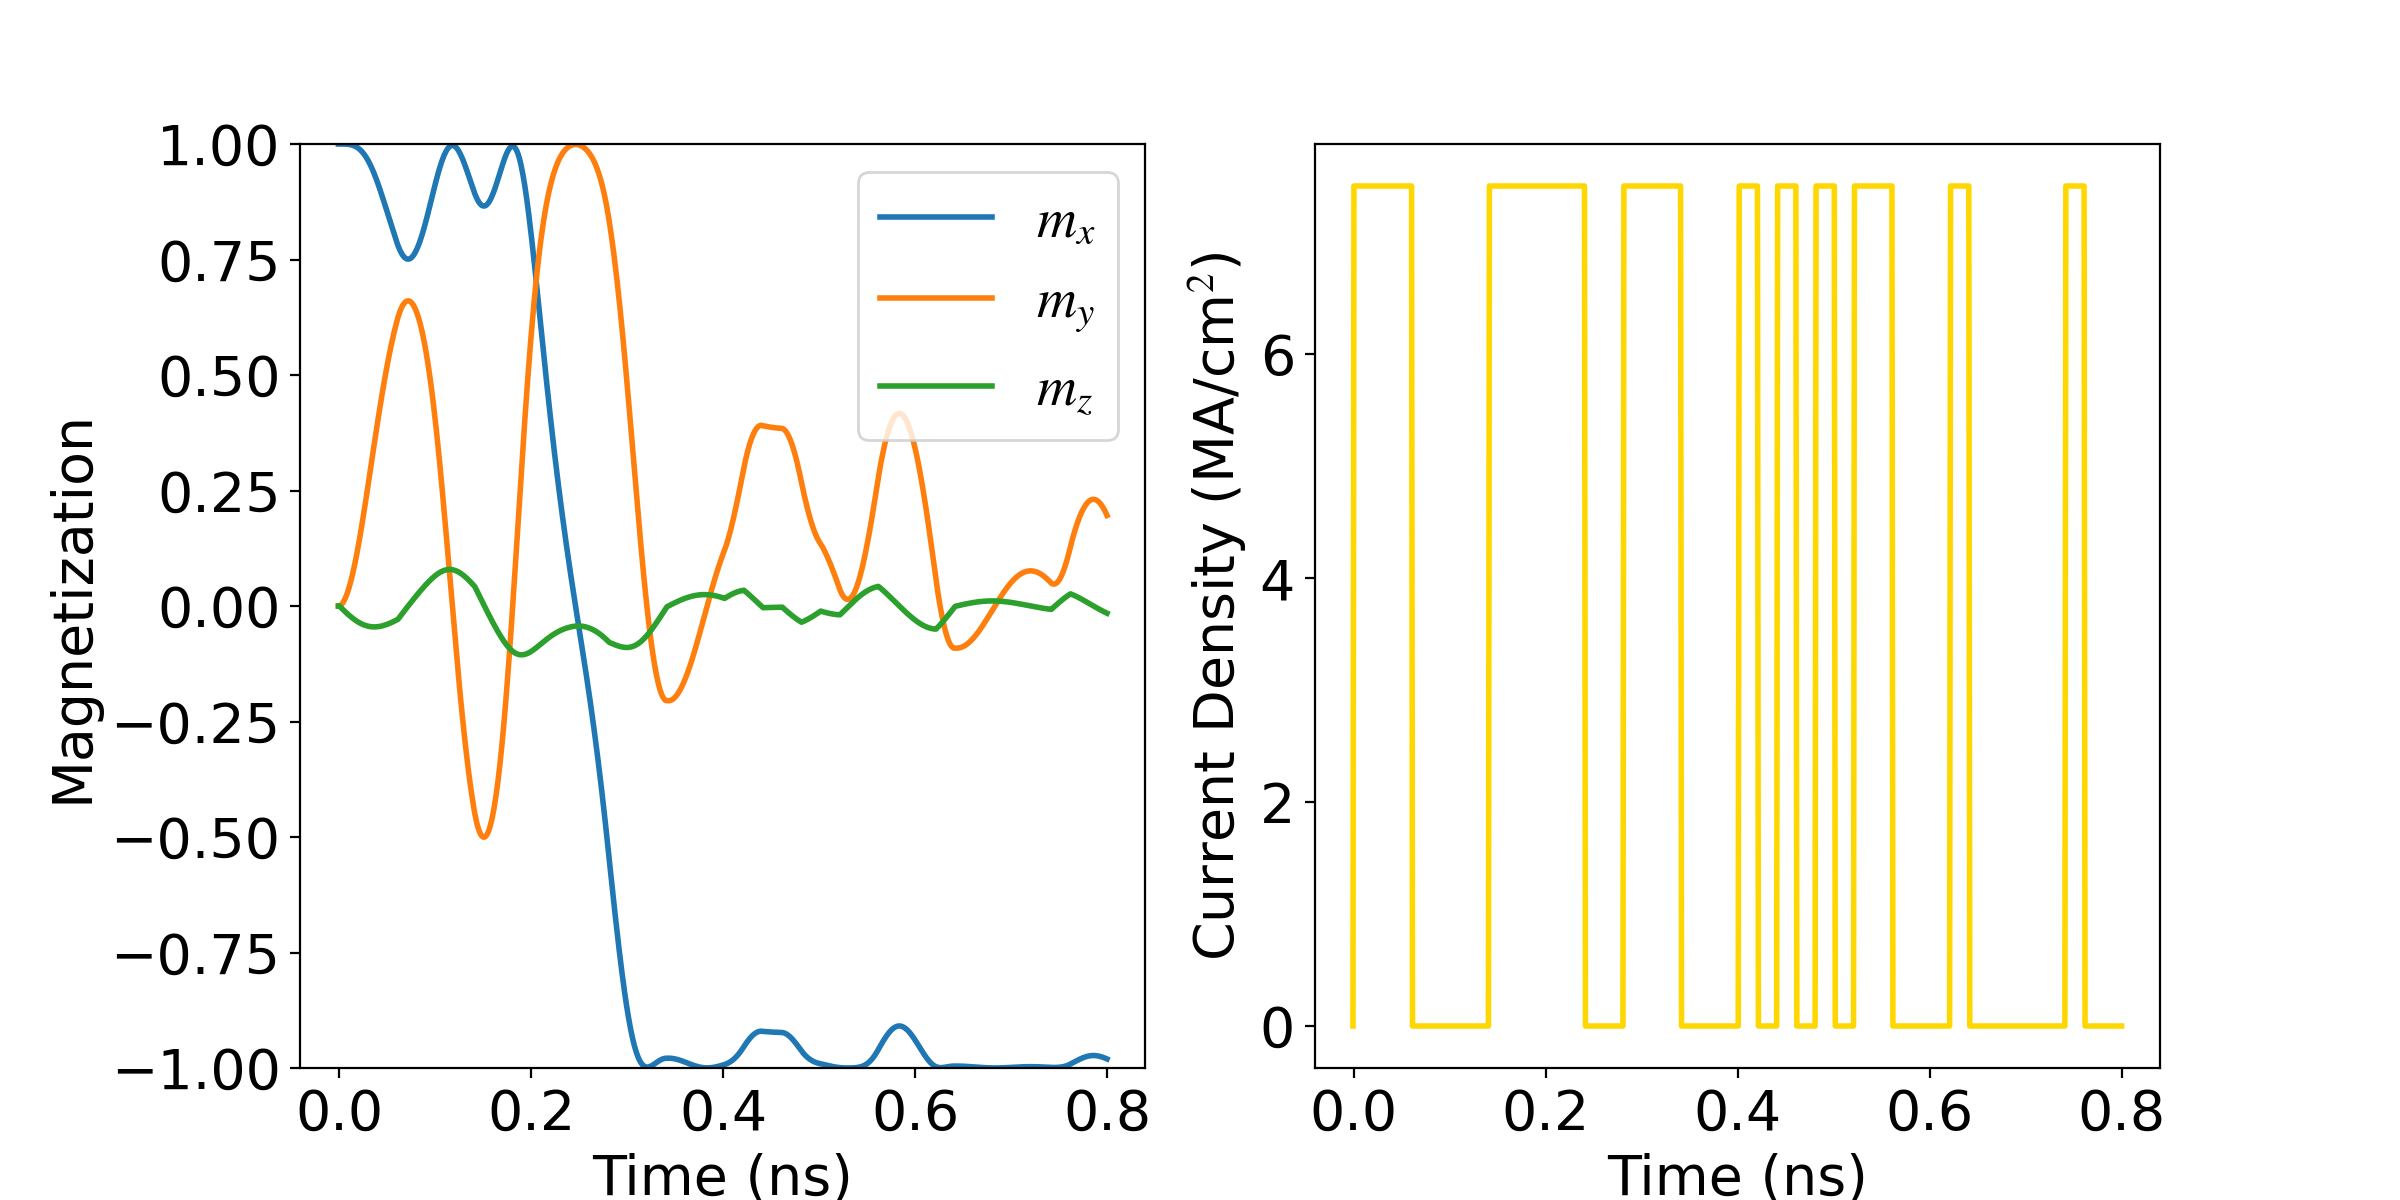 1.00
0.75
0.50
0.25
0.00
−0.25
−0.50
−0.75
−1.00
Magnetization
0.0 0.2 0.4 0.6 0.8
Time (ns)
m_x
m_y
m_z
6
4
2
0
Current Density (MA/cm²)
0.0 0.2 0.4 0.6 0.8
Time (ns)